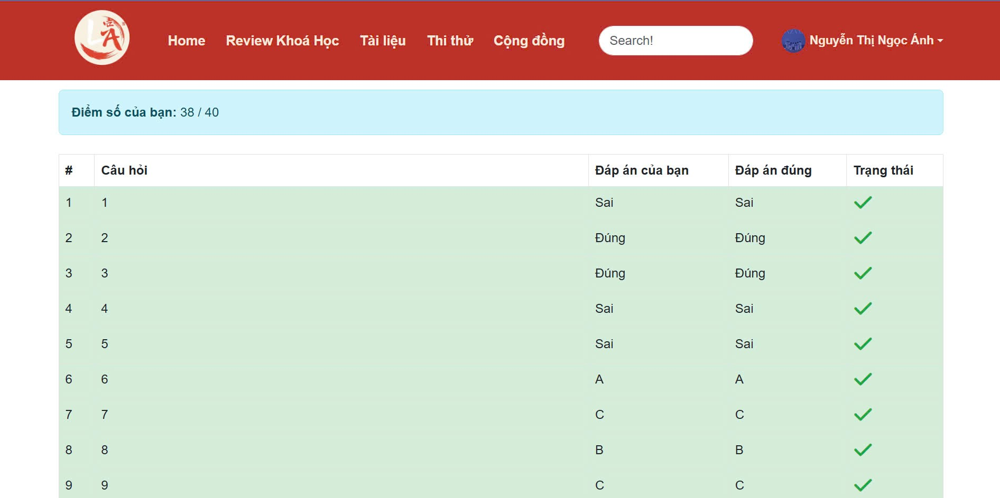 LA
Home Review Khoá Học Tài liệu Thi thử Cộng đồng Search! Nguyễn Thị Ngọc Ánh
Điểm số của bạn: 38 / 40
# Câu hỏi Đáp án của bạn Đáp án đúng Trạng thái
1 1 Sai Sai
2 2 Đúng Đúng
3 3 Đúng Đúng
4 4 Sai Sai
5 5 Sai Sai
6 6 A A
7 7 C C
8 8 B B
9 9 C C